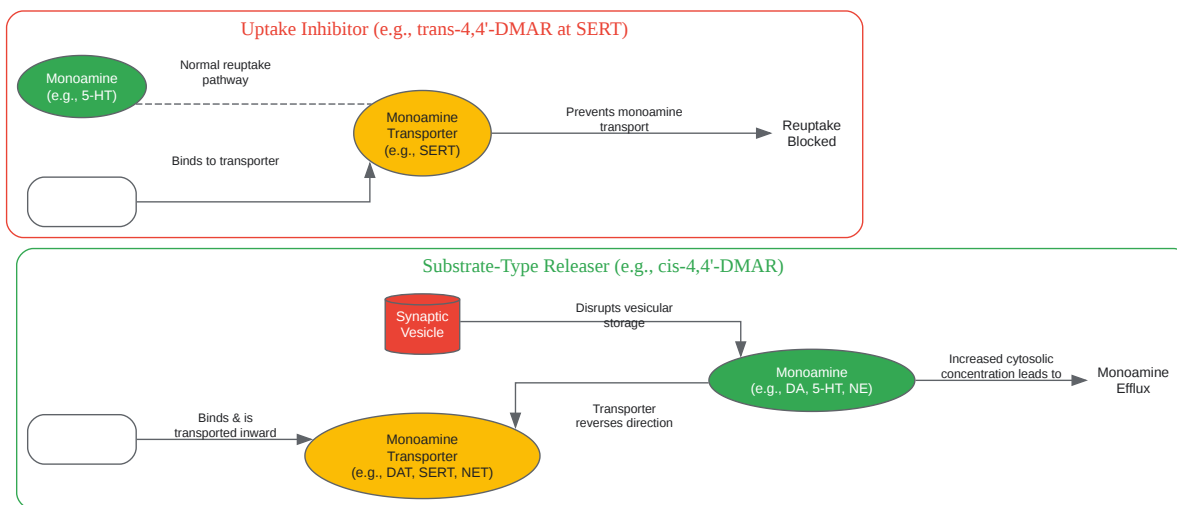 Uptake Inhibitor (e.g., trans-4,4'-DMAR at SERT)
Monoamine
(e.g., 5-HT)
Normal reuptake
pathway
Monoamine
Transporter
(e.g., SERT)
Prevents monoamine
transport
Reuptake
Blocked
Binds to transporter
Substrate-Type Releaser (e.g., cis-4,4'-DMAR)
Synaptic
Vesicle
Disrupts vesicular
storage
Monoamine
(e.g., DA, 5-HT, NE)
Increased cytosolic
concentration leads to
Monoamine
Efflux
Transporter
reverses direction
Binds & is
transported inward
Monoamine
Transporter
(e.g., DAT, SERT, NET)